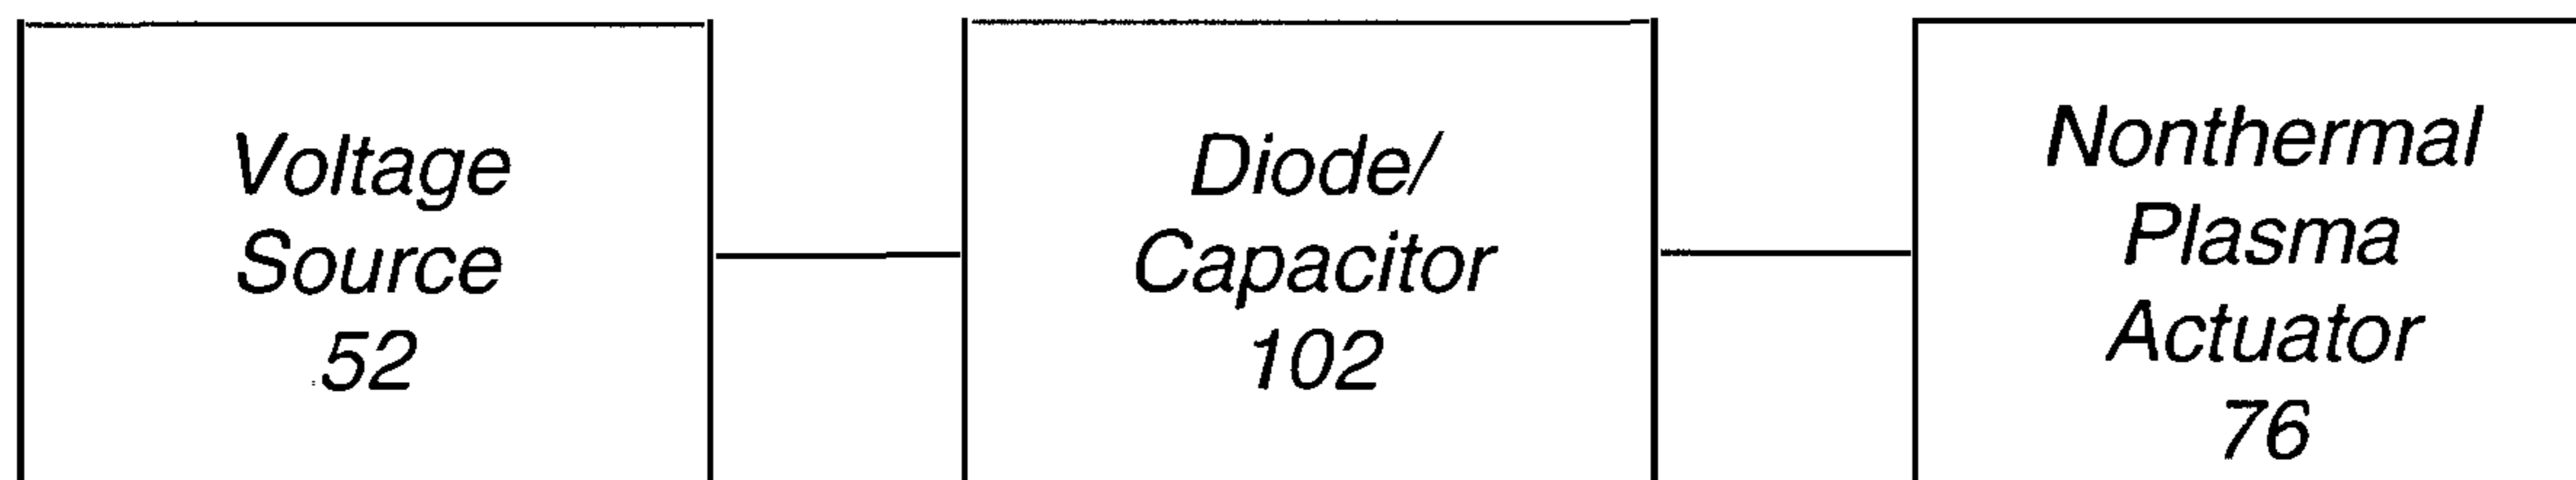 Voltage
Source
52
Diode/
Capacitor
102
Nonthermal
Plasma
Actuator
76